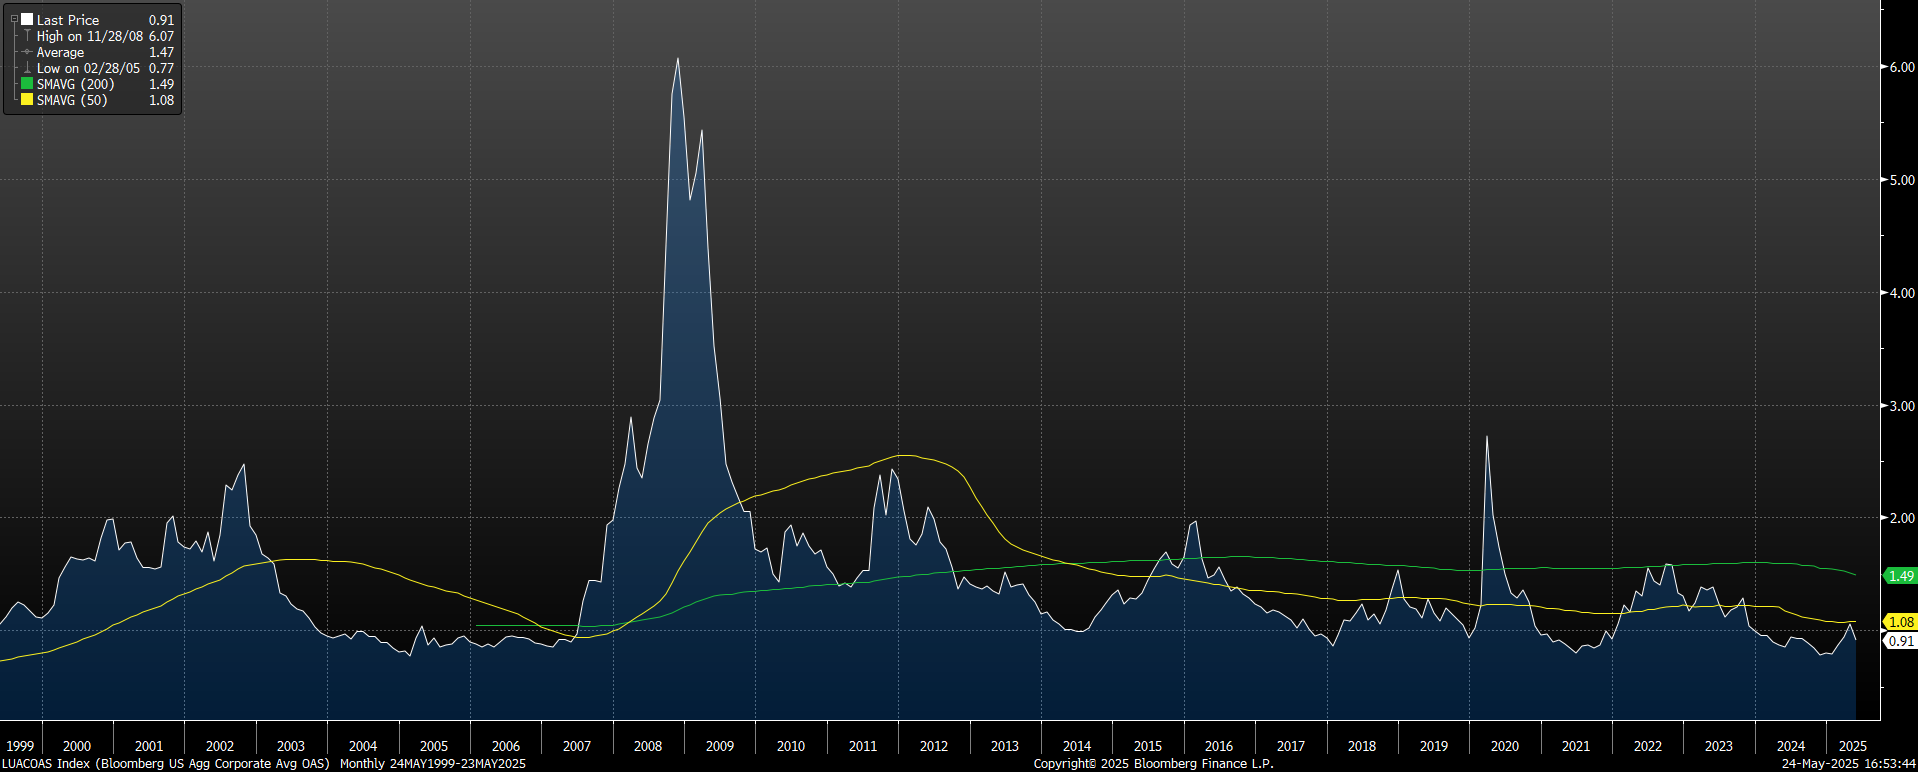 Last Price 0.91
High on 11/28/08 6.07
Average 1.47
Low on 02/28/05 0.77
SMAVG (200) 1.49
SMAVG (50) 1.08
6.00
5.00
4.00
3.00
2.00
1.49
1.08
0.91
1999 2000 2001 2002 2003 2004 2005 2006 2007 2008 2009 2010 2011 2012 2013 2014 2015 2016 2017 2018 2019 2020 2021 2022 2023 2024 2025
LUACOAS Index (Bloomberg US Agg Corporate Avg OAS) Monthly 24MAY1999-23MAY2025 Copyright© 2025 Bloomberg Finance L.P. 24-May-2025 16:53:44